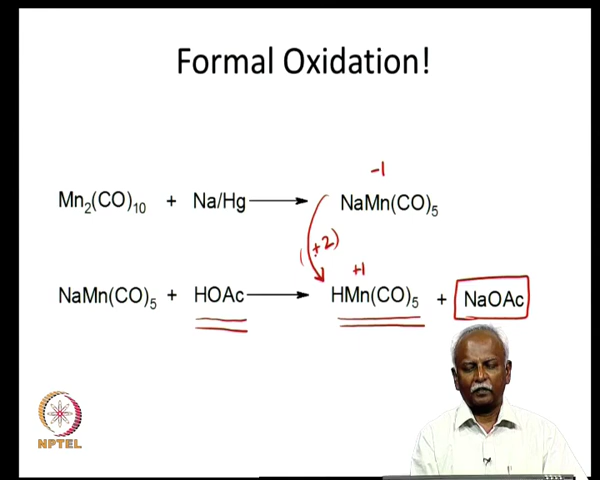 Formal Oxidation!
-1
Mn₂(CO)₁₀ + Na/Hg → NaMn(CO)₅
(+2)
+1
NaMn(CO)₅ + HOAc → HMn(CO)₅ + NaOAc
NPTEL